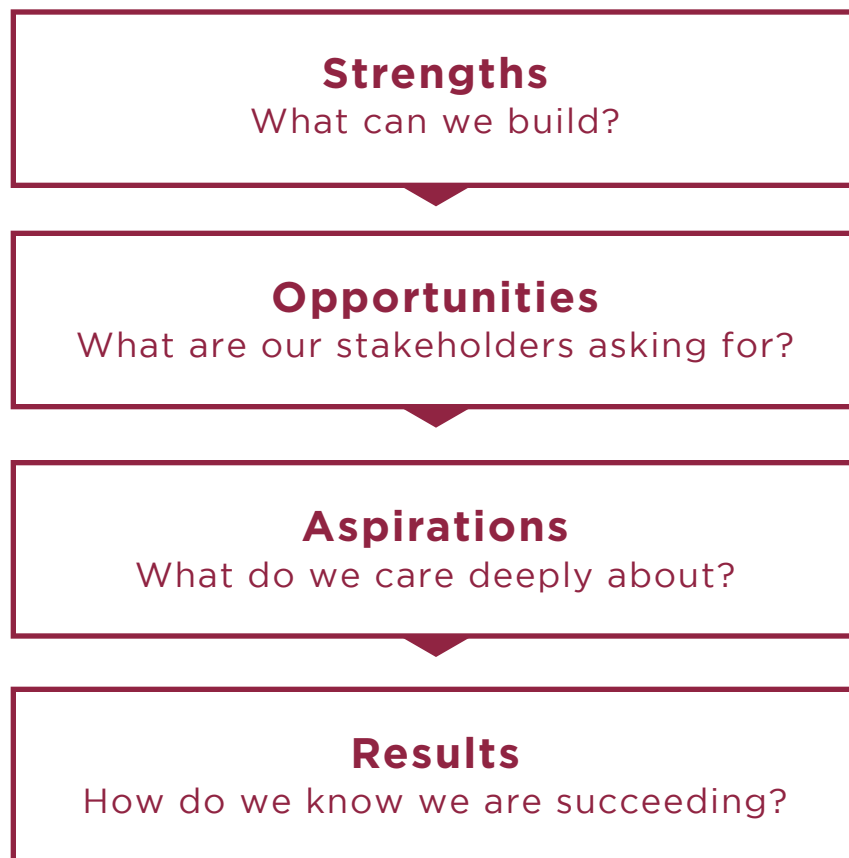 Strengths
What can we build?
Opportunities
What are our stakeholders asking for?
Aspirations
What do we care deeply about?
Results
How do we know we are succeeding?